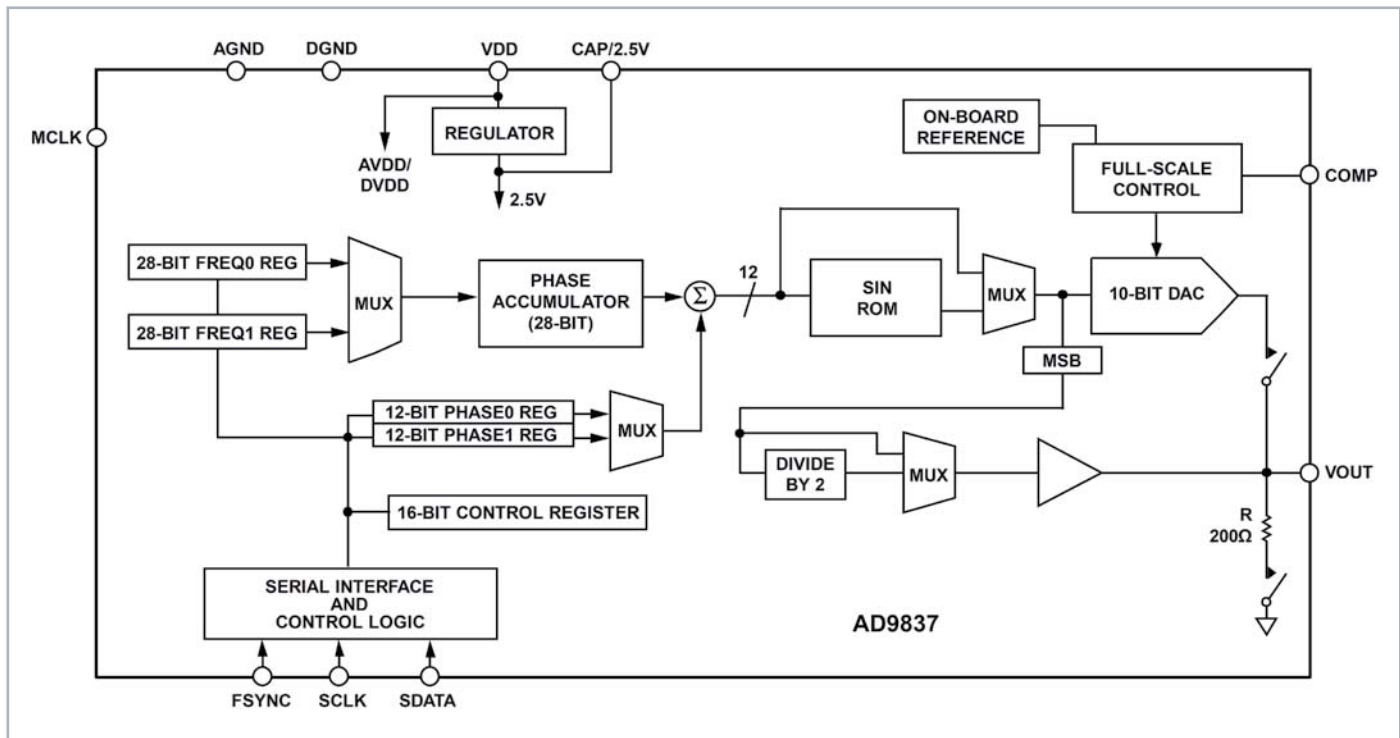 AGND
DGND
VDD
CAP/2.5V
MCLK
REGULATOR
AVDD/
DVDD
2.5V
ON-BOARD
REFERENCE
FULL-SCALE
CONTROL
COMP
28-BIT FREQ0 REG
28-BIT FREQ1 REG
MUX
PHASE
ACCUMULATOR
(28-BIT)
Σ
12
SIN
ROM
MUX
10-BIT DAC
MSB
12-BIT PHASE0 REG
12-BIT PHASE1 REG
MUX
DIVIDE
BY 2
MUX
VOUT
R
200Ω
16-BIT CONTROL REGISTER
SERIAL INTERFACE
AND
CONTROL LOGIC
AD9837
FSYNC
SCLK
SDATA